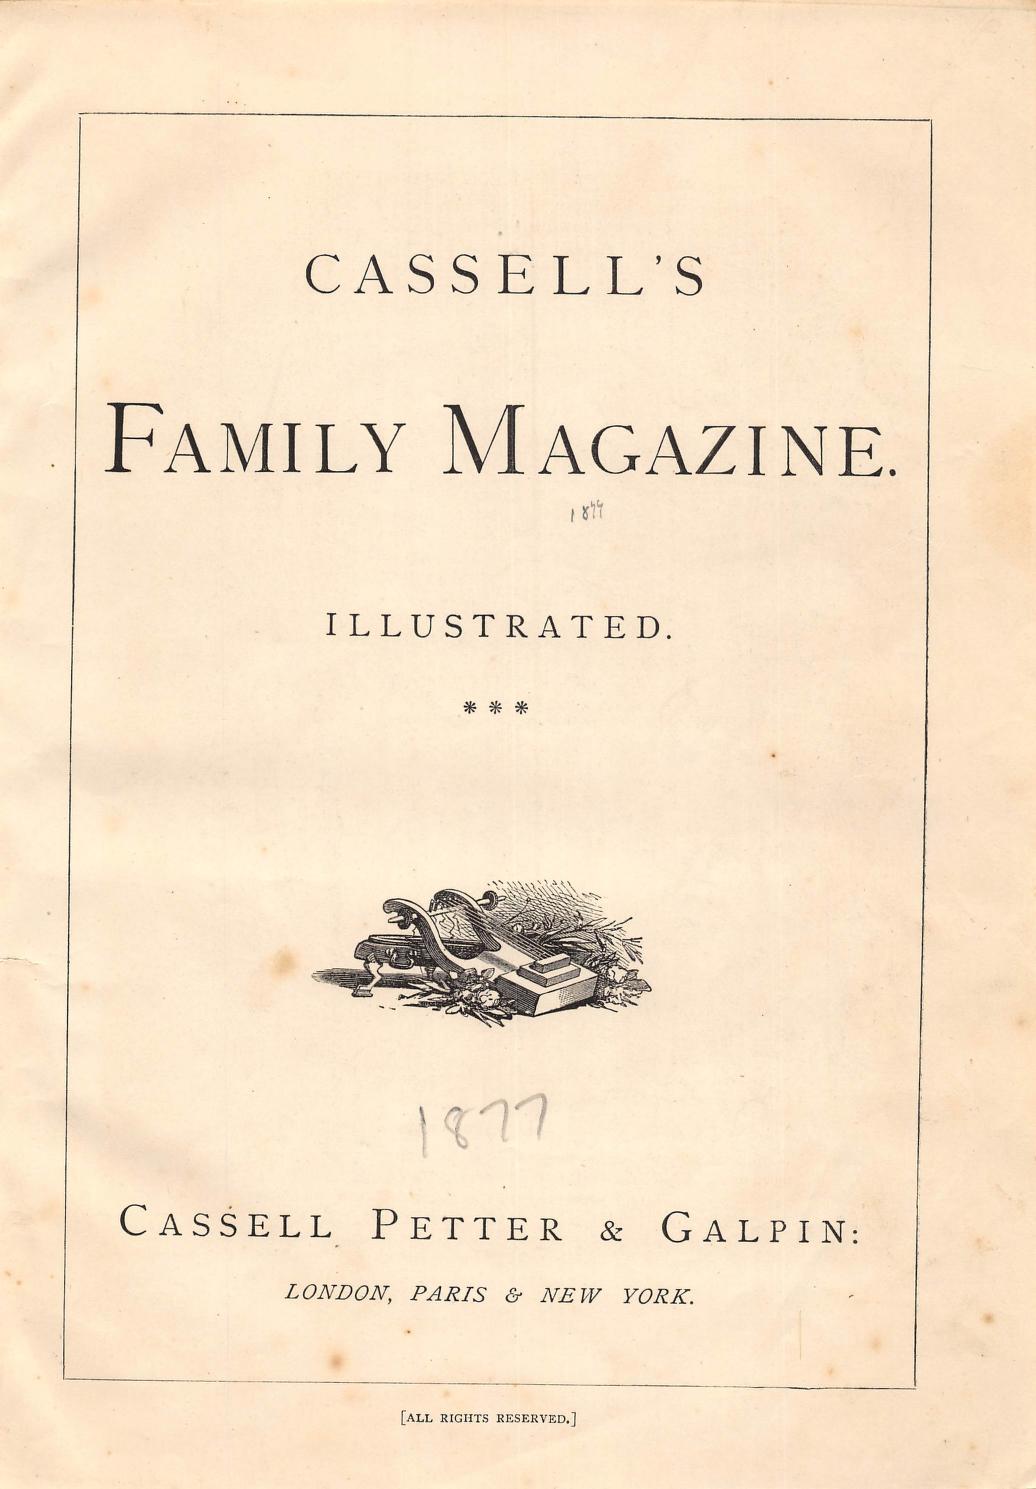 CASSELL'S
FAMILY MAGAZINE.
1877
ILLUSTRATED.
* * *
1877
CASSELL PETTER & GALPIN:
LONDON, PARIS & NEW YORK.
[ALL RIGHTS RESERVED.]